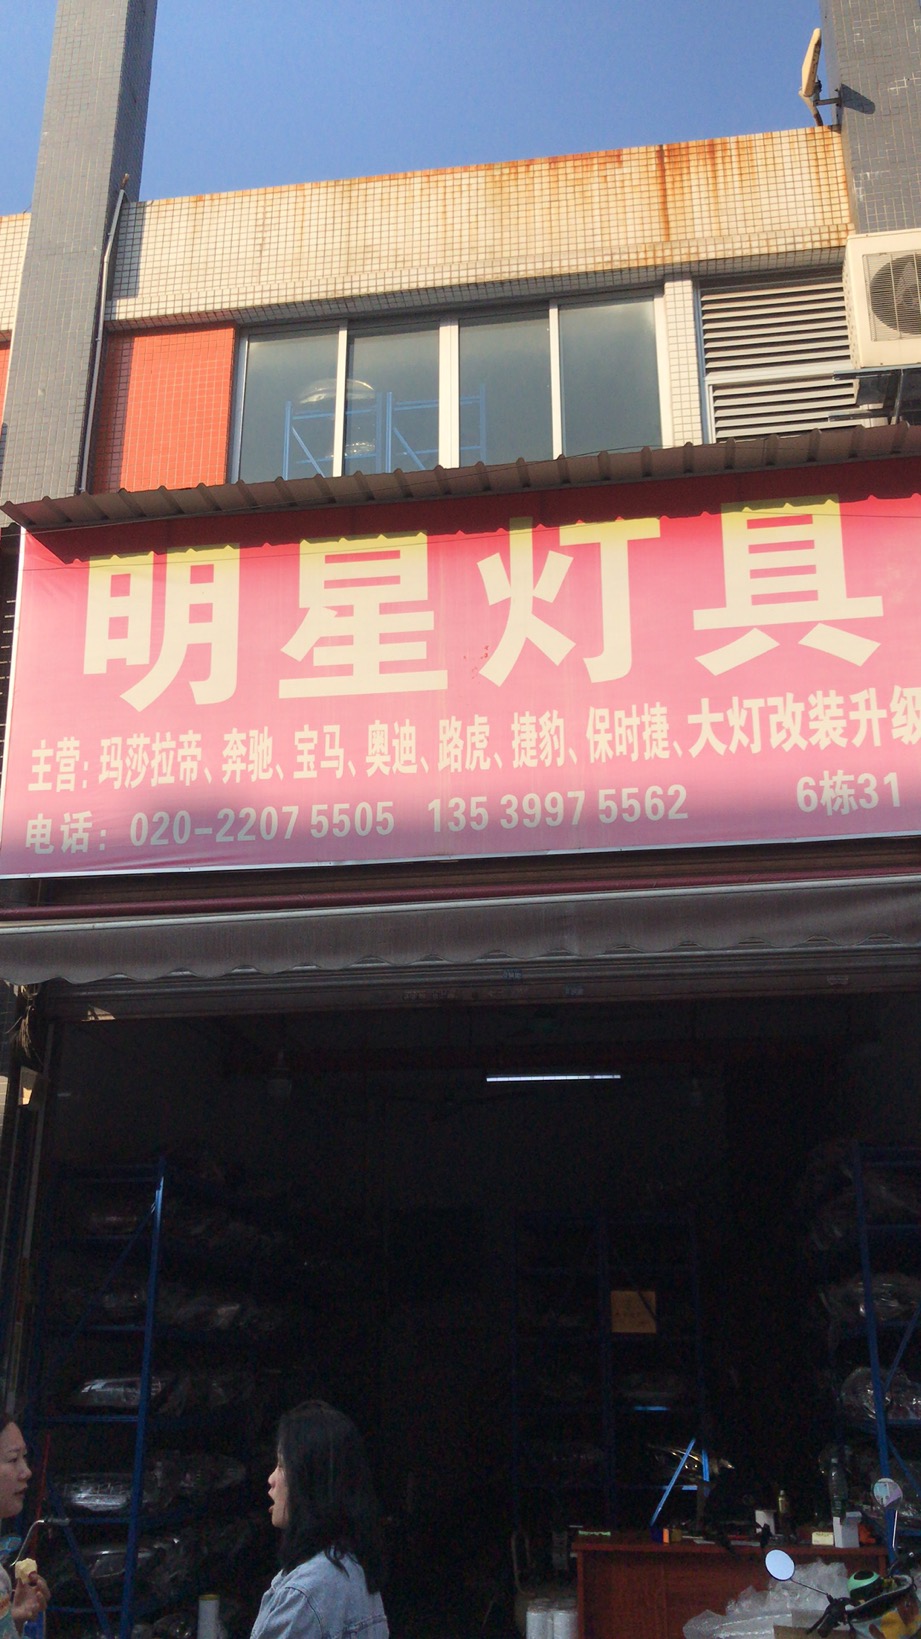 明星灯具
主营:玛莎拉帝、奔驰、宝马、奥迪、路虎、捷豹、保时捷、大灯改装升级
电话: 020-2207 5505 135 3997 5562 6栋31